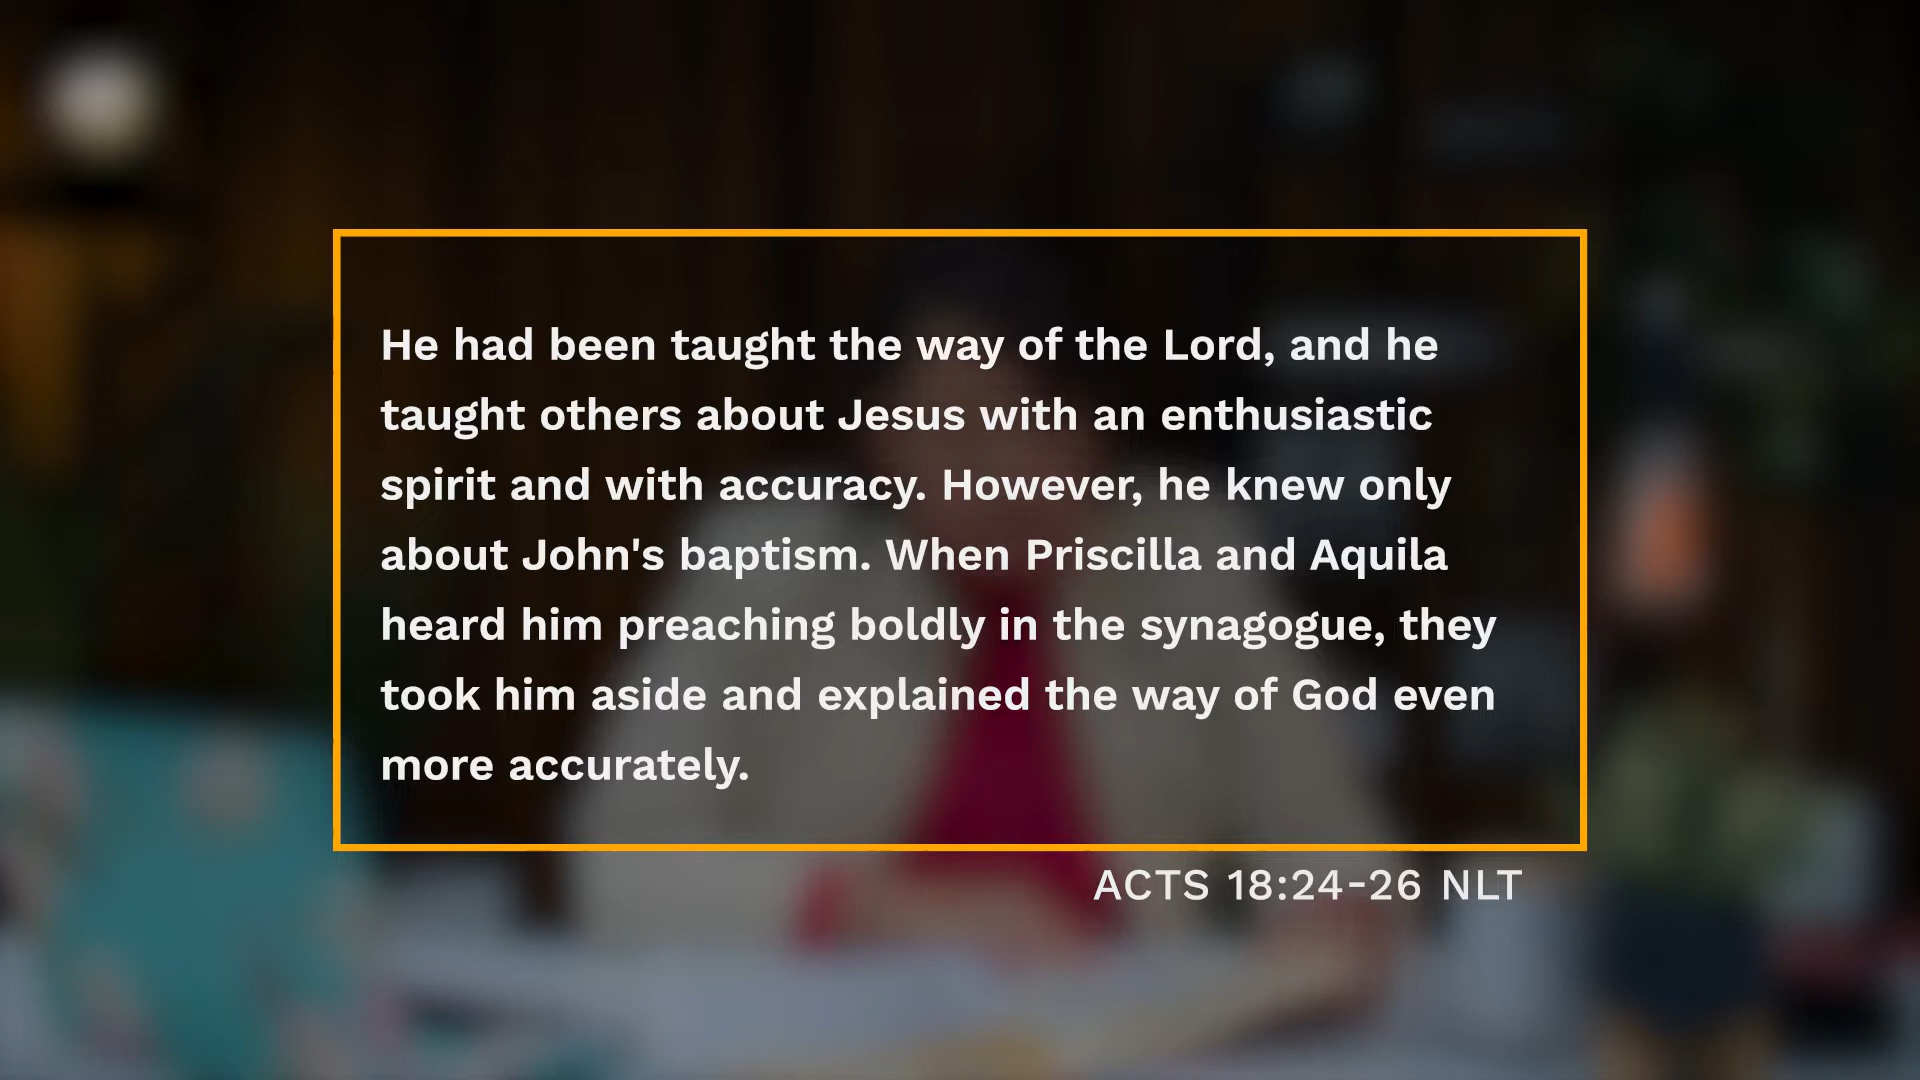 He had been taught the way of the Lord, and he
taught others about Jesus with an enthusiastic
spirit and with accuracy. However, he knew only
about John's baptism. When Priscilla and Aquila
heard him preaching boldly in the synagogue, they
took him aside and explained the way of God even
more accurately.
ACTS 18:24-26 NLT